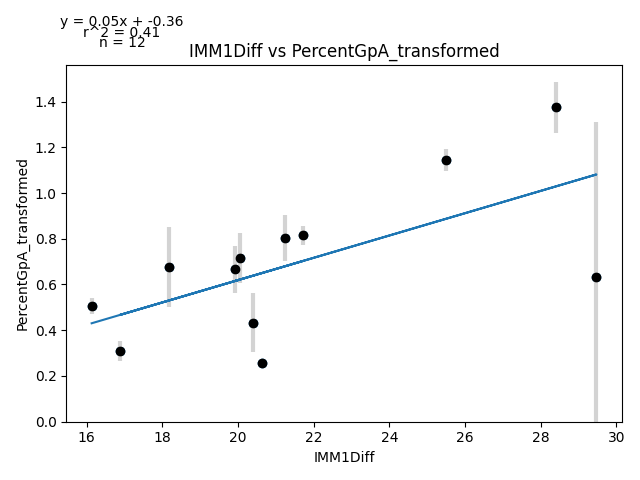 y = 0.05x + -0.36
r^2 = 0.41
n = 12
IMM1Diff vs PercentGpA_transformed
PercentGpA_transformed
1.4
1.2
1.0
0.8
0.6
0.4
0.2
0.0
16 18 20 22 24 26 28 30
IMM1Diff